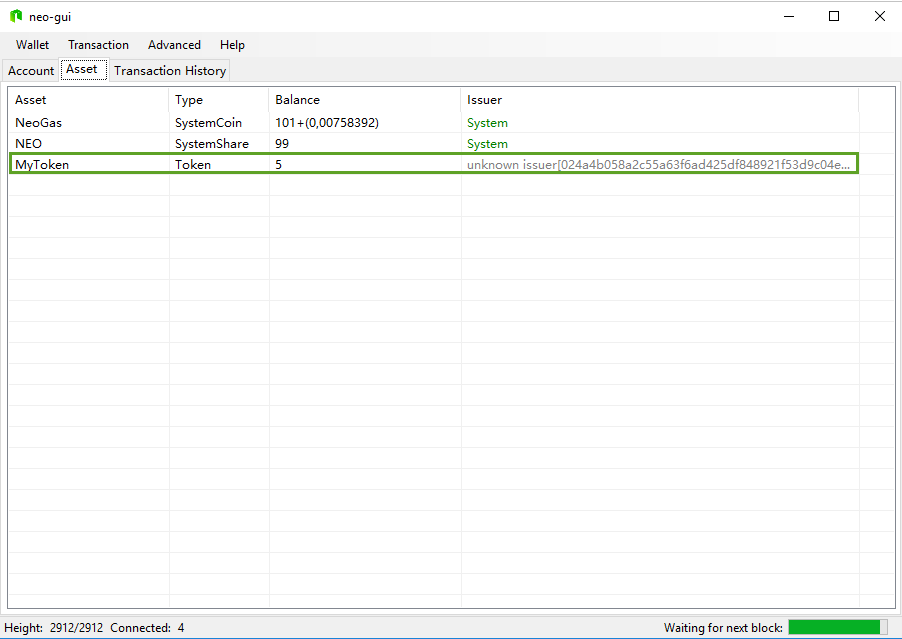 neo-gui
Wallet Transaction Advanced Help
Account Asset Transaction History
Asset Type Balance Issuer
NeoGas SystemCoin 101+(0,00758392) System
NEO SystemShare 99 System
MyToken Token 5 unknown issuer[024a4b058a2c55a63f6ad425df848921f53d9c04e...
Height: 2912/2912 Connected: 4 Waiting for next block: